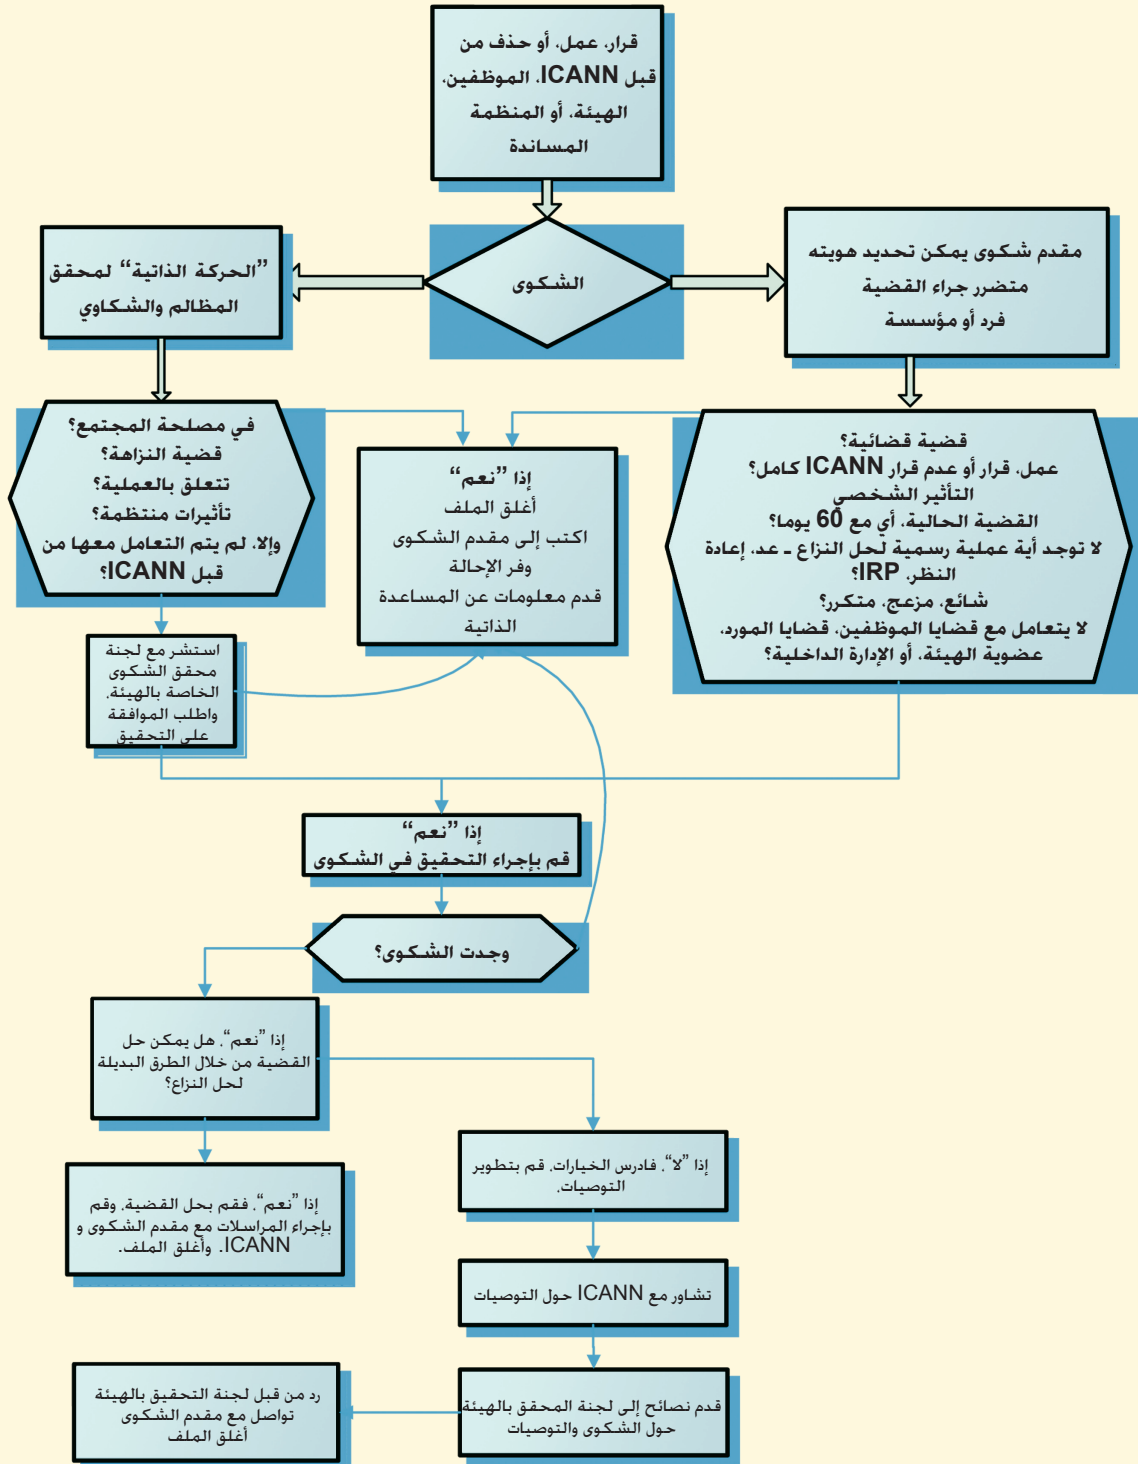 قرار، عمل، أو حذف من
قبل ICANN، الموظفين،
الهيئة، أو المنظمة
المساندة
الشكوى
مقدم شكوى يمكن تحديد هويته
متضرر جراء القضية
فرد أو مؤسسة
”الحركة الذاتية“ لمحقق
المظالم والشكاوي
قضية قضائية؟
عمل، قرار أو عدم قرار ICANN كامل؟
التأثير الشخصي
القضية الحالية، أي مع 60 يوما؟
لا توجد أية عملية رسمية لحل النزاع - عد، إعادة
النظر، IRP؟
شائع، مزعج، متكرر؟
لا يتعامل مع قضايا الموظفين، قضايا المورد،
عضوية الهيئة، أو الإدارة الداخلية؟
إذا ”نعم“
أغلق الملف
اكتب إلى مقدم الشكوى
وفر الإحالة
قدم معلومات عن المساعدة
الذاتية
في مصلحة المجتمع؟
قضية النزاهة؟
تتعلق بالعملية؟
تأثيرات منتظمة؟
وإلا، لم يتم التعامل معها من
قبل ICANN؟
استشر مع لجنة
محقق الشكوى
الخاصة بالهيئة،
واطلب الموافقة
على التحقيق
إذا ”نعم“
قم بإجراء التحقيق في الشكوى
وجدت الشكوى؟
إذا ”نعم“، هل يمكن حل
القضية من خلال الطرق البديلة
لحل النزاع؟
إذا ”لا“، فادرس الخيارات، قم بتطوير
التوصيات،
إذا ”نعم“، فقم بحل القضية، وقم
بإجراء المراسلات مع مقدم الشكوى و
ICANN، وأغلق الملف.
تشاور مع ICANN حول التوصيات
قدم نصائح إلى لجنة المحقق بالهيئة
حول الشكوى والتوصيات
رد من قبل لجنة التحقيق بالهيئة
تواصل مع مقدم الشكوى
أغلق الملف